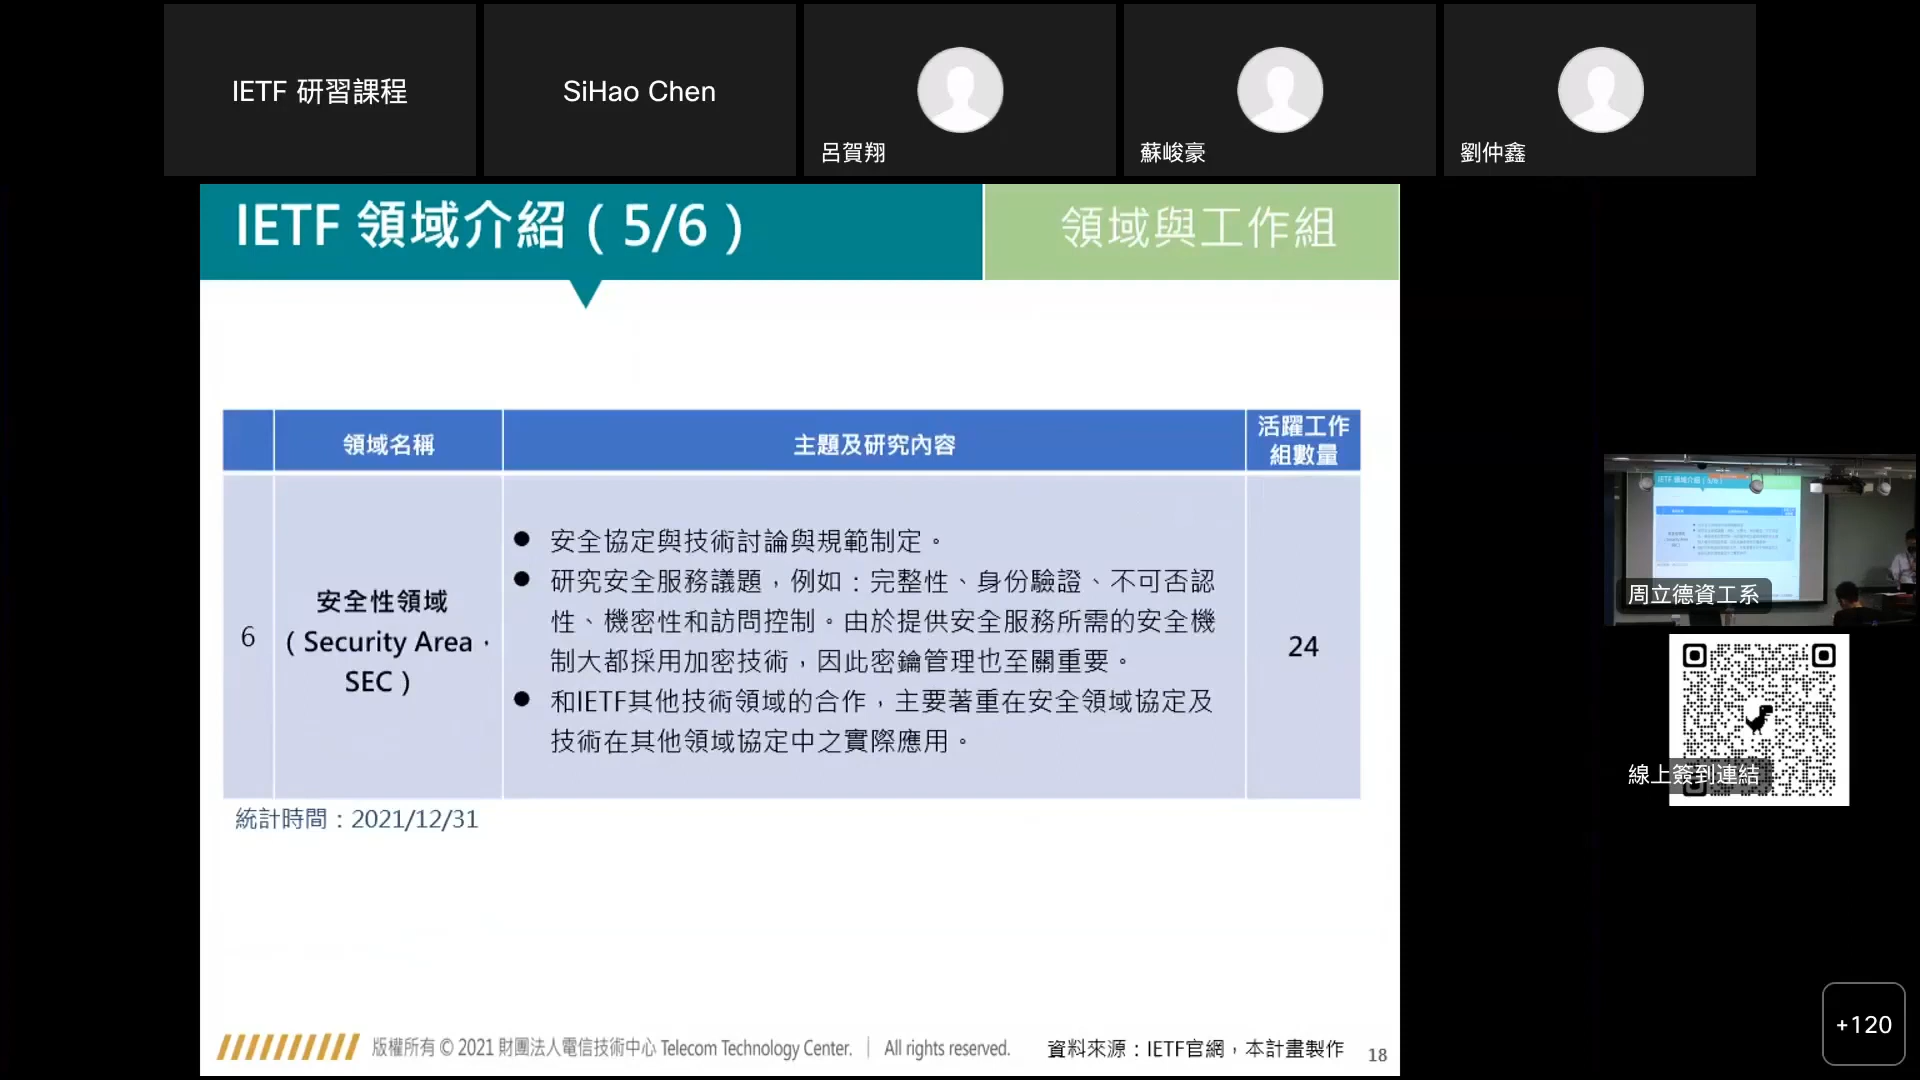 IETF 研習課程
SiHao Chen
呂賀翔
蘇峻豪
劉仲鑫
IETF 領域介紹（5/6）
領域與工作組
領域名稱
主題及研究內容
活躍工作
組數量
6
安全性領域
（Security Area，
SEC）
● 安全協定與技術討論與規範制定。
● 研究安全服務議題，例如：完整性、身份驗證、不可否認
性、機密性和訪問控制。由於提供安全服務所需的安全機
制大都採用加密技術，因此密鑰管理也至關重要。
● 和IETF其他技術領域的合作，主要著重在安全領域協定及
技術在其他領域協定中之實際應用。
24
統計時間：2021/12/31
版權所有 © 2021 財團法人電信技術中心 Telecom Technology Center. ｜ All rights reserved.
資料來源：IETF官網，本計畫製作
18
周立德資工系
線上簽到連結
+120